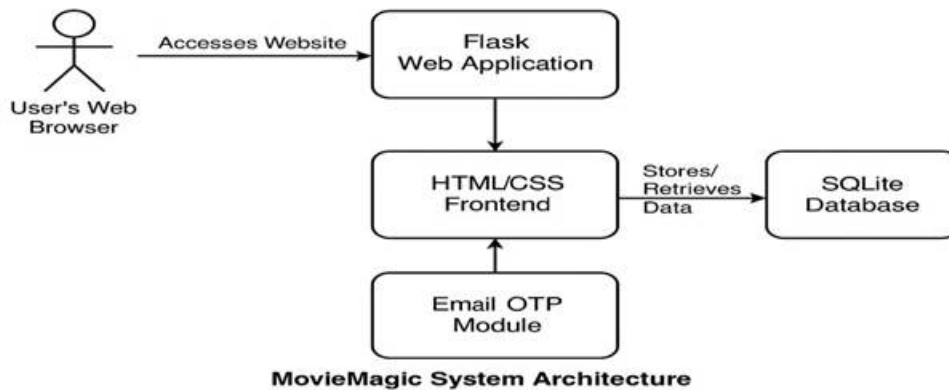 Accesses Website
Flask
Web Application
User's Web
Browser
HTML/CSS
Frontend
Stores/
Retrieves
Data
SQLite
Database
Email OTP
Module
MovieMagic System Architecture